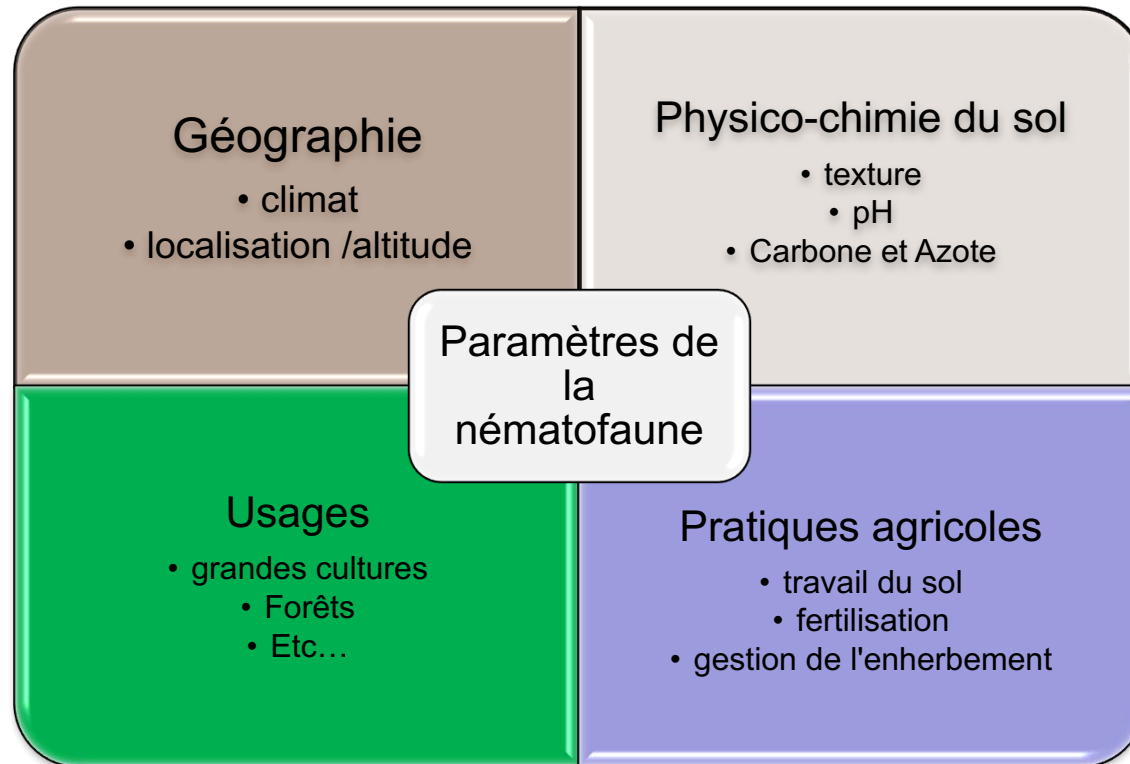 Géographie
• climat
• localisation /altitude
Physico-chimie du sol
• texture
• pH
• Carbone et Azote
Paramètres de
la
nématofaune
Usages
• grandes cultures
• Forêts
• Etc…
Pratiques agricoles
• travail du sol
• fertilisation
• gestion de l'enherbement